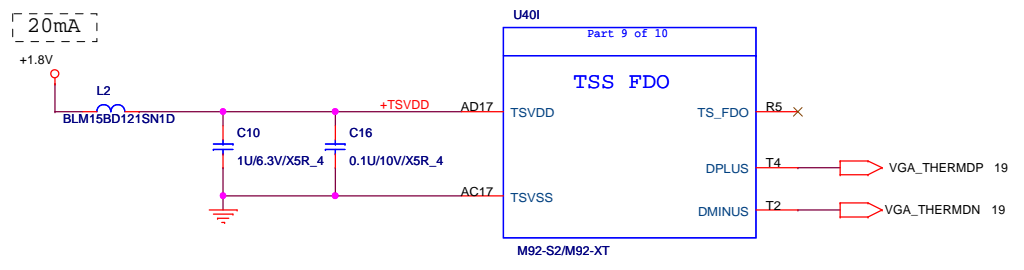 U40I
20mA
Part 9 of 10
+1.8V
TSS FDO
L2
+TSVDD
AD17
TSVDD
TS_FDO
R5
BLM15BD121SN1D
C10
C16
1U/6.3V/X5R_4
0.1U/10V/X5R_4
DPLUS
T4
VGA_THERMDP 19
AC17
TSVSS
DMINUS
T2
VGA_THERMDN 19
M92-S2/M92-XT